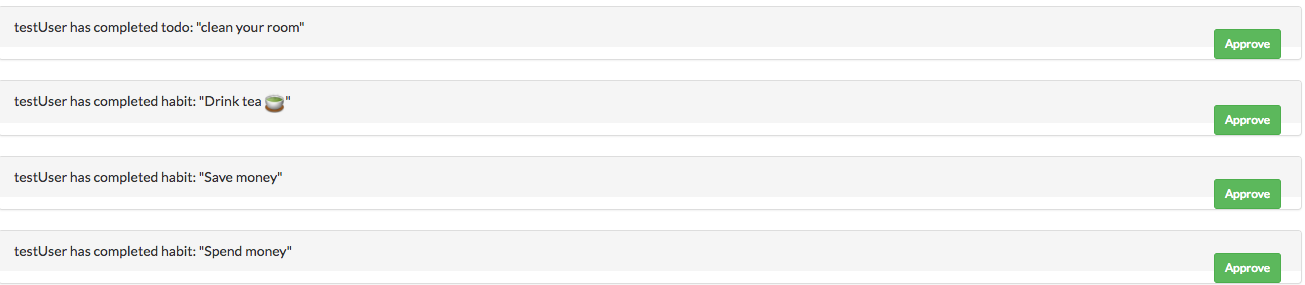 testUser has completed todo: "clean your room"
Approve
testUser has completed habit: "Drink tea 🍵"
Approve
testUser has completed habit: "Save money"
Approve
testUser has completed habit: "Spend money"
Approve